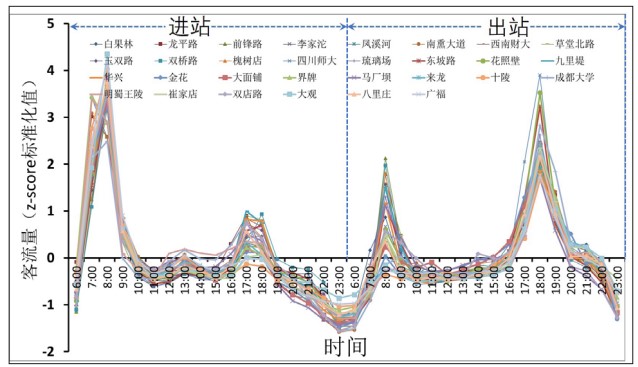 进站 出站
白果林 龙平路 前锋路 李家沱 凤溪河 南熏大道 西南财大 草堂北路
玉双路 双桥路 槐树店 四川师大 琉璃场 东坡路 花照壁 九里堤
华兴 金花 大面铺 界牌 马厂坝 来龙 十陵 成都大学
明蜀王陵 崔家店 双店路 大观 八里庄 广福
客流量（z-score标准化值）
5
4
3
2
1
0
-1
-2
6:00 7:00 8:00 9:00 10:00 11:00 12:00 13:00 14:00 15:00 16:00 17:00 18:00 19:00 20:00 21:00 22:00 23:00 6:00 7:00 8:00 9:00 10:00 11:00 12:00 13:00 14:00 15:00 16:00 17:00 18:00 19:00 20:00 21:00 22:00 23:00
时间